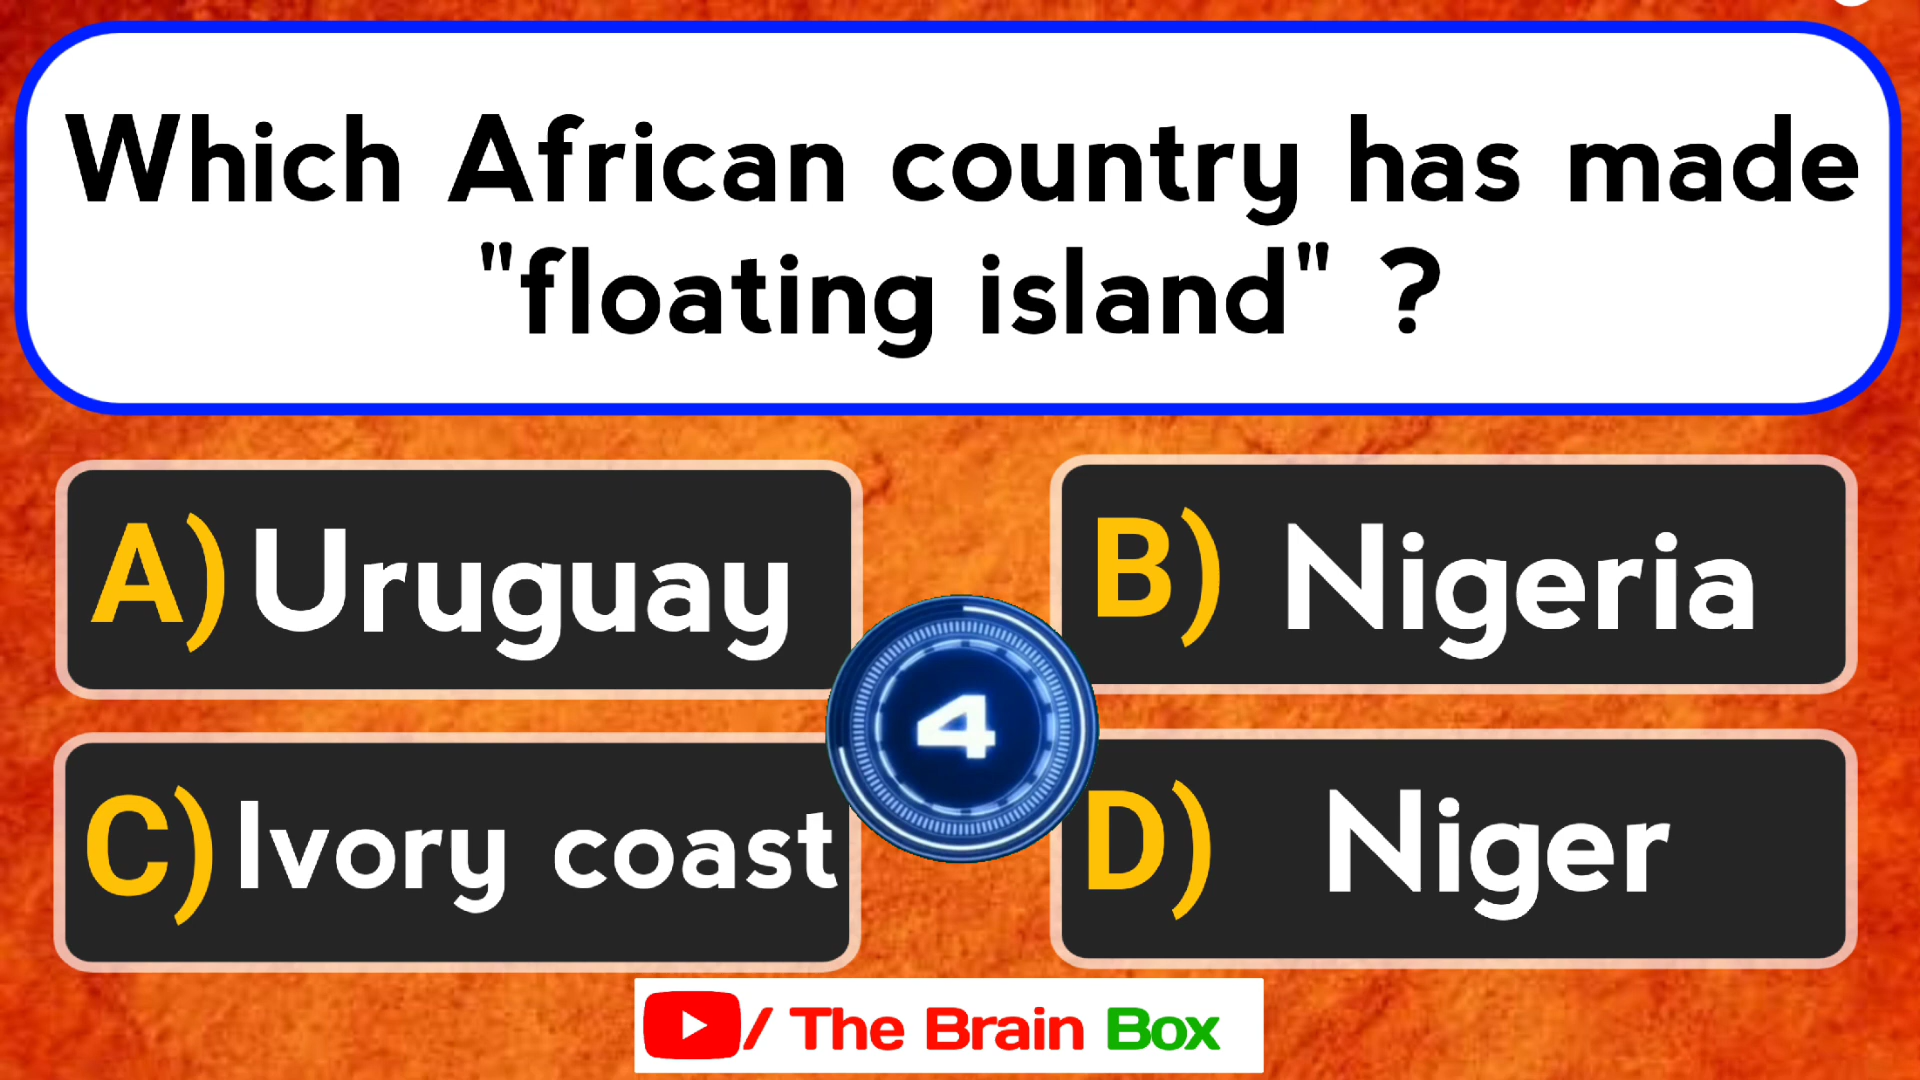 Which African country has made
"floating island" ?
A) Uruguay
B) Nigeria
4
C) Ivory coast
D) Niger
/ The Brain Box